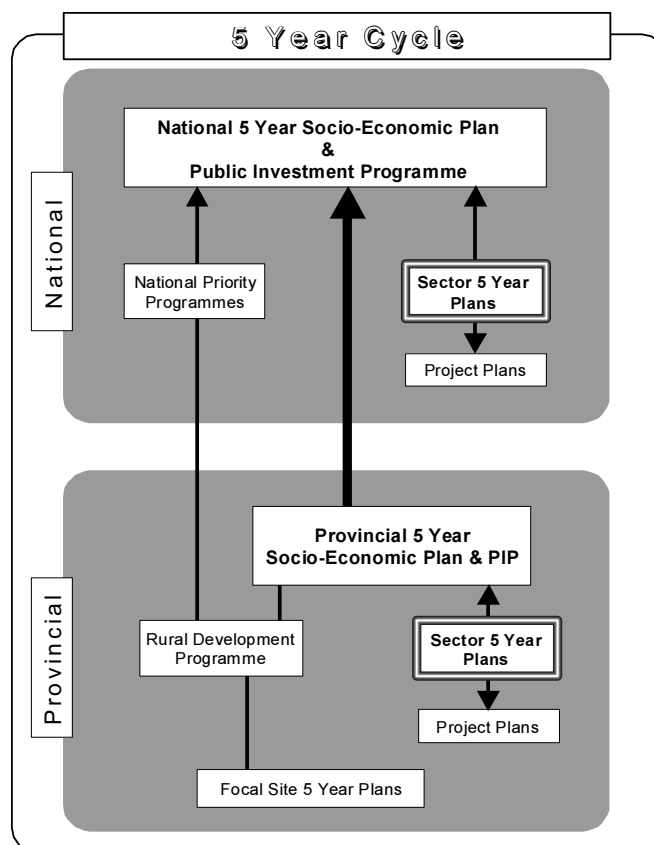 5 Year Cycle
National
National 5 Year Socio-Economic Plan
&
Public Investment Programme
National Priority
Programmes
Sector 5 Year
Plans
Project Plans
Provincial
Provincial 5 Year
Socio-Economic Plan & PIP
Rural Development
Programme
Sector 5 Year
Plans
Project Plans
Focal Site 5 Year Plans